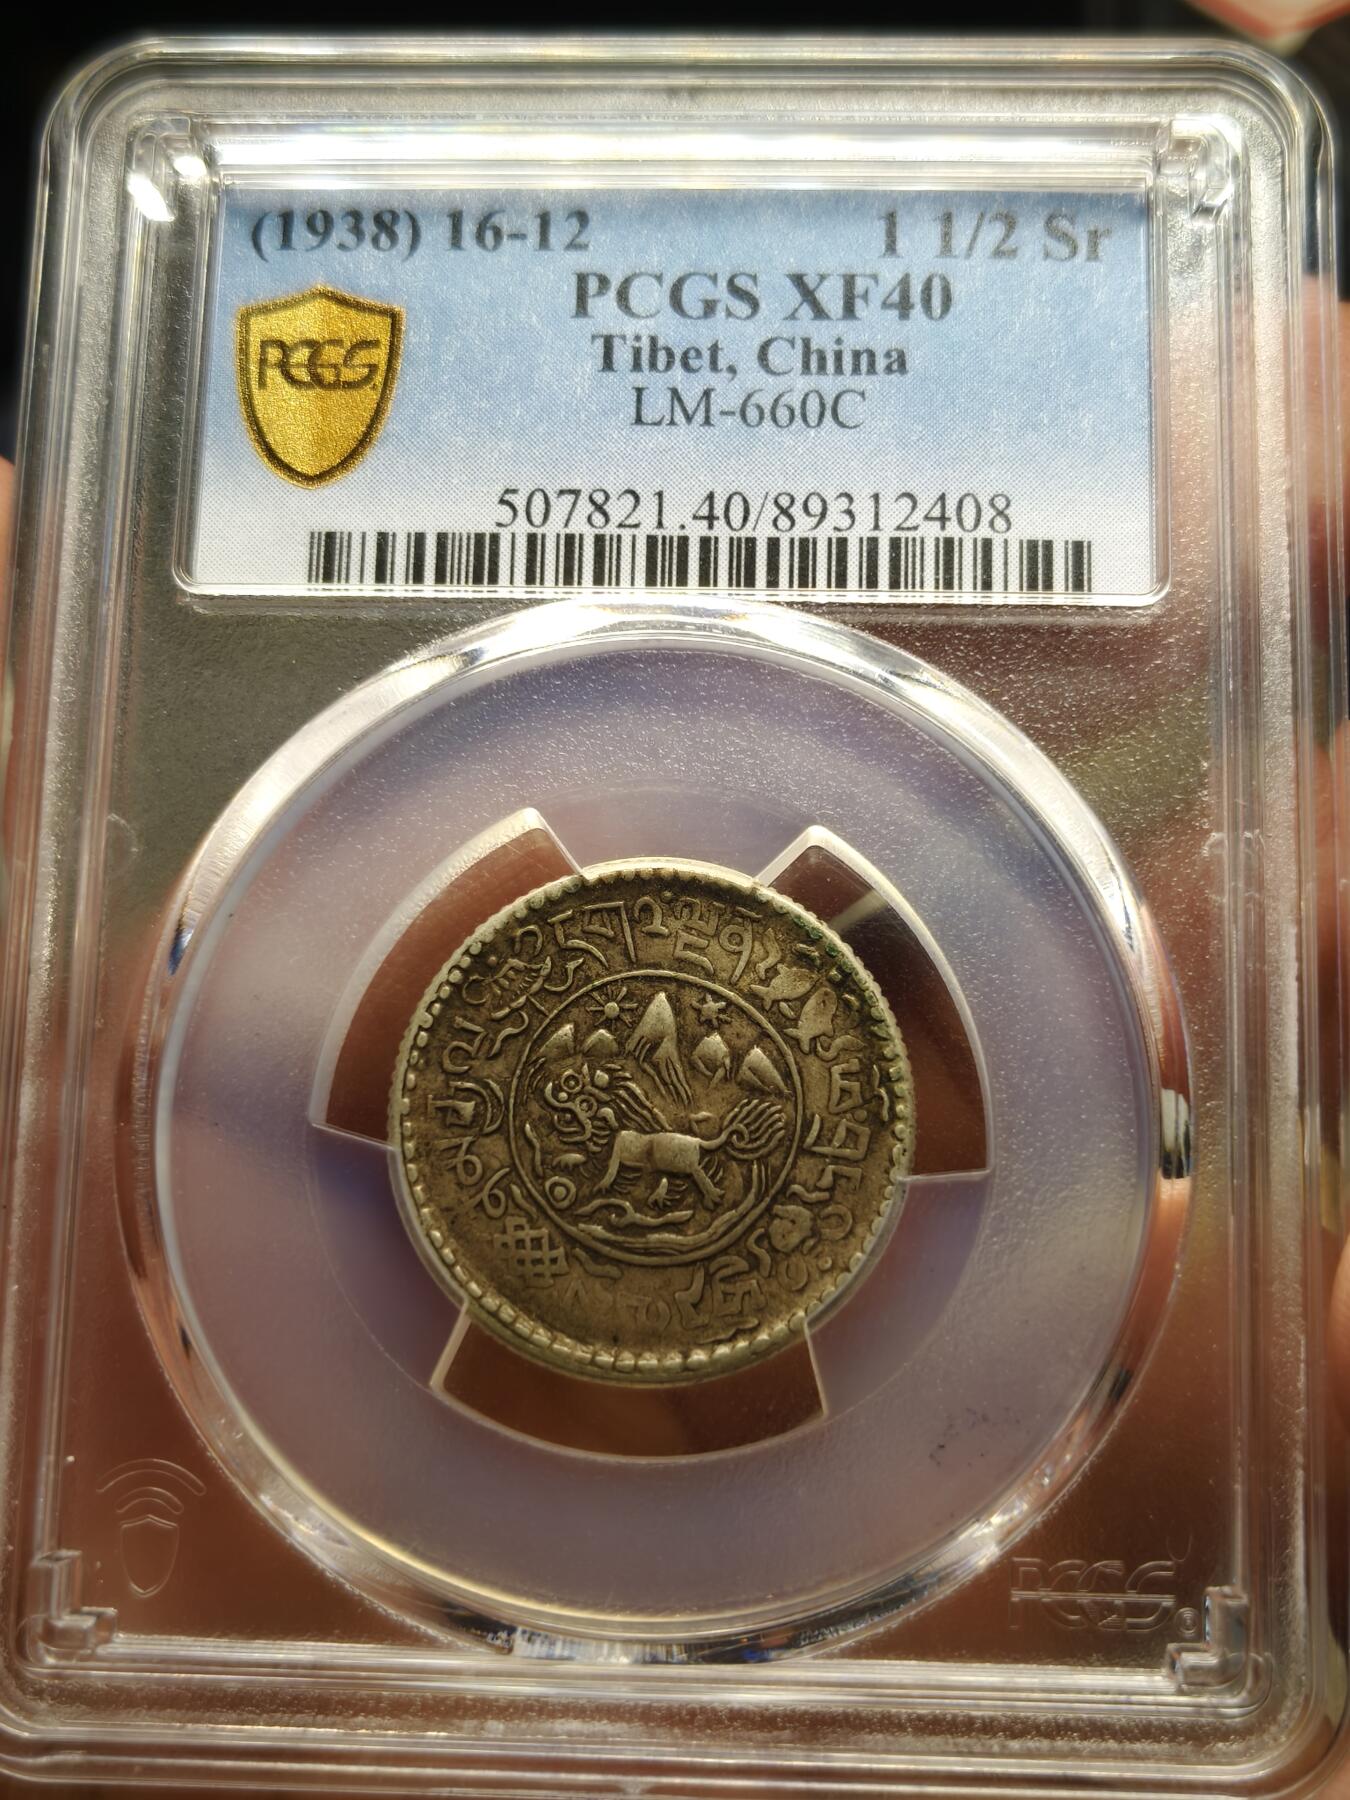 (1938) 16-12 1 1/2 Sr
PCGS XF40
Tibet, China
LM-660C
PCGS
507821.40/89312408
PCGS